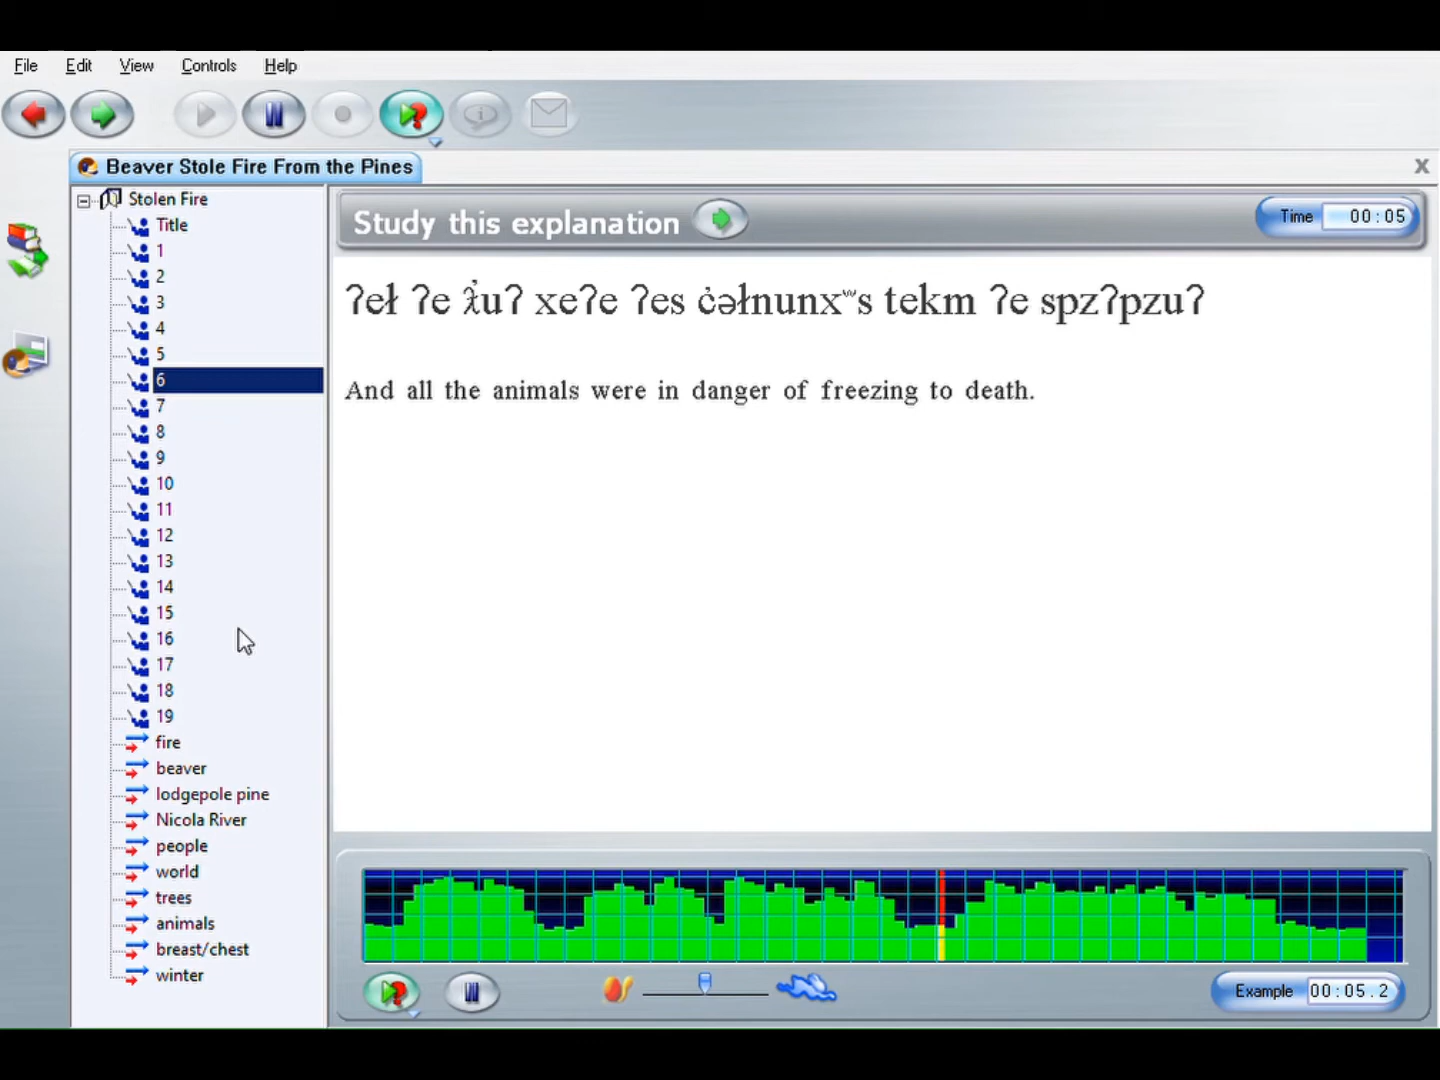 File Edit View Controls Help
Beaver Stole Fire From the Pines
X
Stolen Fire
Title
1
2
3
4
5
6
7
8
9
10
11
12
13
14
15
16
17
18
19
fire
beaver
lodgepole pine
Nicola River
people
world
trees
animals
breast/chest
winter
Study this explanation
Time 00:05
ʔeł ʔe ƛ̓uʔ xeʔe ʔes c̓əłnunxʷs tekm ʔe spzʔpzuʔ
And all the animals were in danger of freezing to death.
Example 00:05.2